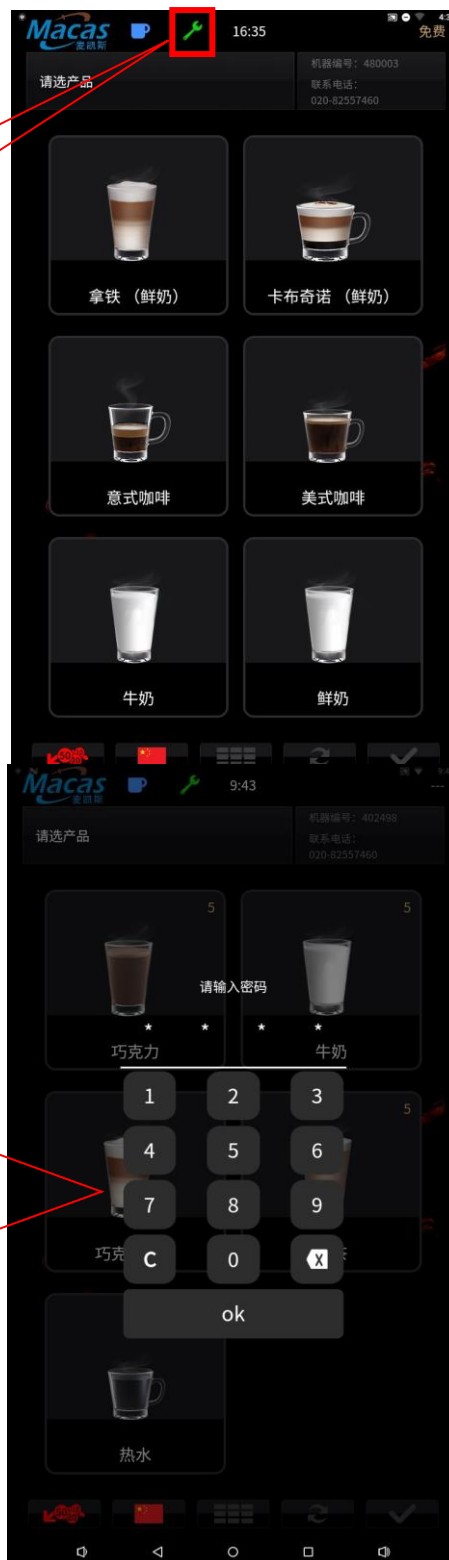 Macas
麦凯斯
16:35
免费
请选产品
机器编号：480003
联系电话：
020-82557460
拿铁 （鲜奶）
卡布奇诺 （鲜奶）
意式咖啡
美式咖啡
牛奶
鲜奶
Macas
9:43
---
请选产品
机器编号：402498
联系电话：
020-82557460
5
5
请输入密码
* * * *
巧克力
牛奶
1 2 3
5
4 5 6
7 8 9
巧克
C 0 X
ok
热水